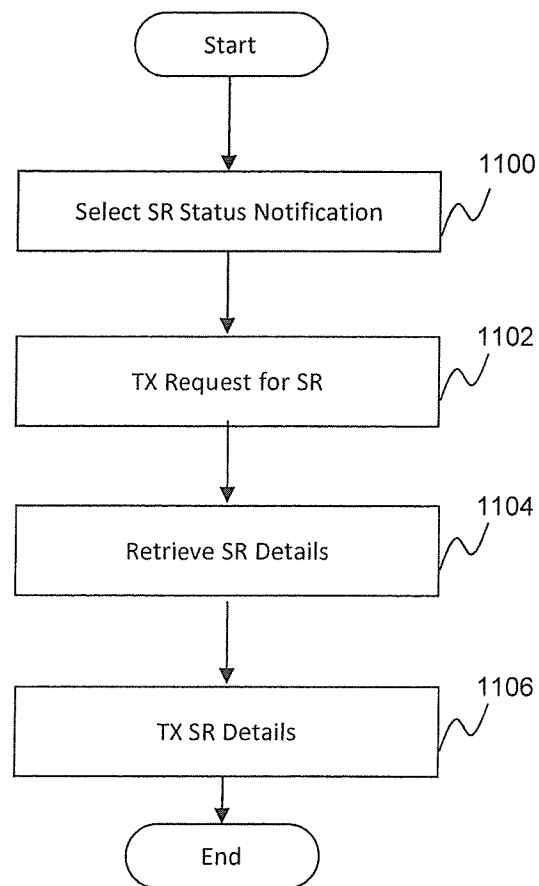 Start
1100
Select SR Status Notification
1102
TX Request for SR
1104
Retrieve SR Details
1106
TX SR Details
End